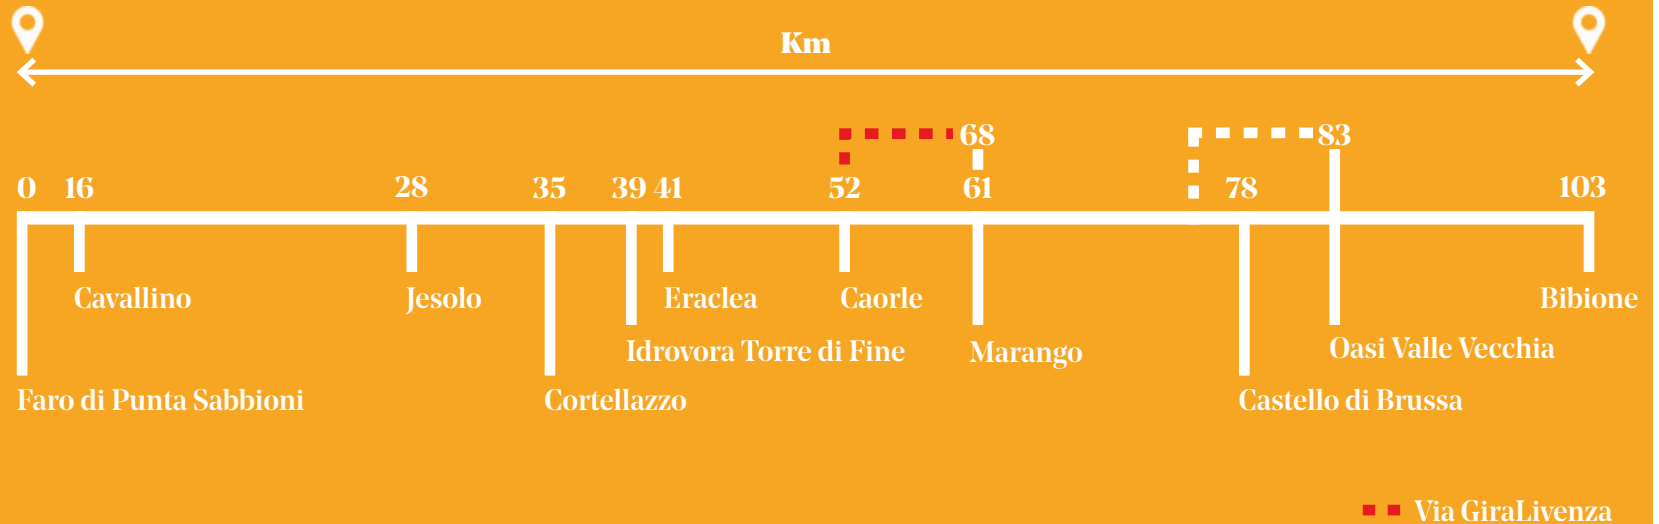 Km
68 83
0 16 28 35 39 41 52 61 78 103
Cavallino Jesolo Eraclea Caorle Bibione
Idrovora Torre di Fine Marango Oasi Valle Vecchia
Faro di Punta Sabbioni Cortellazzo Castello di Brussa
Via GiraLivenza